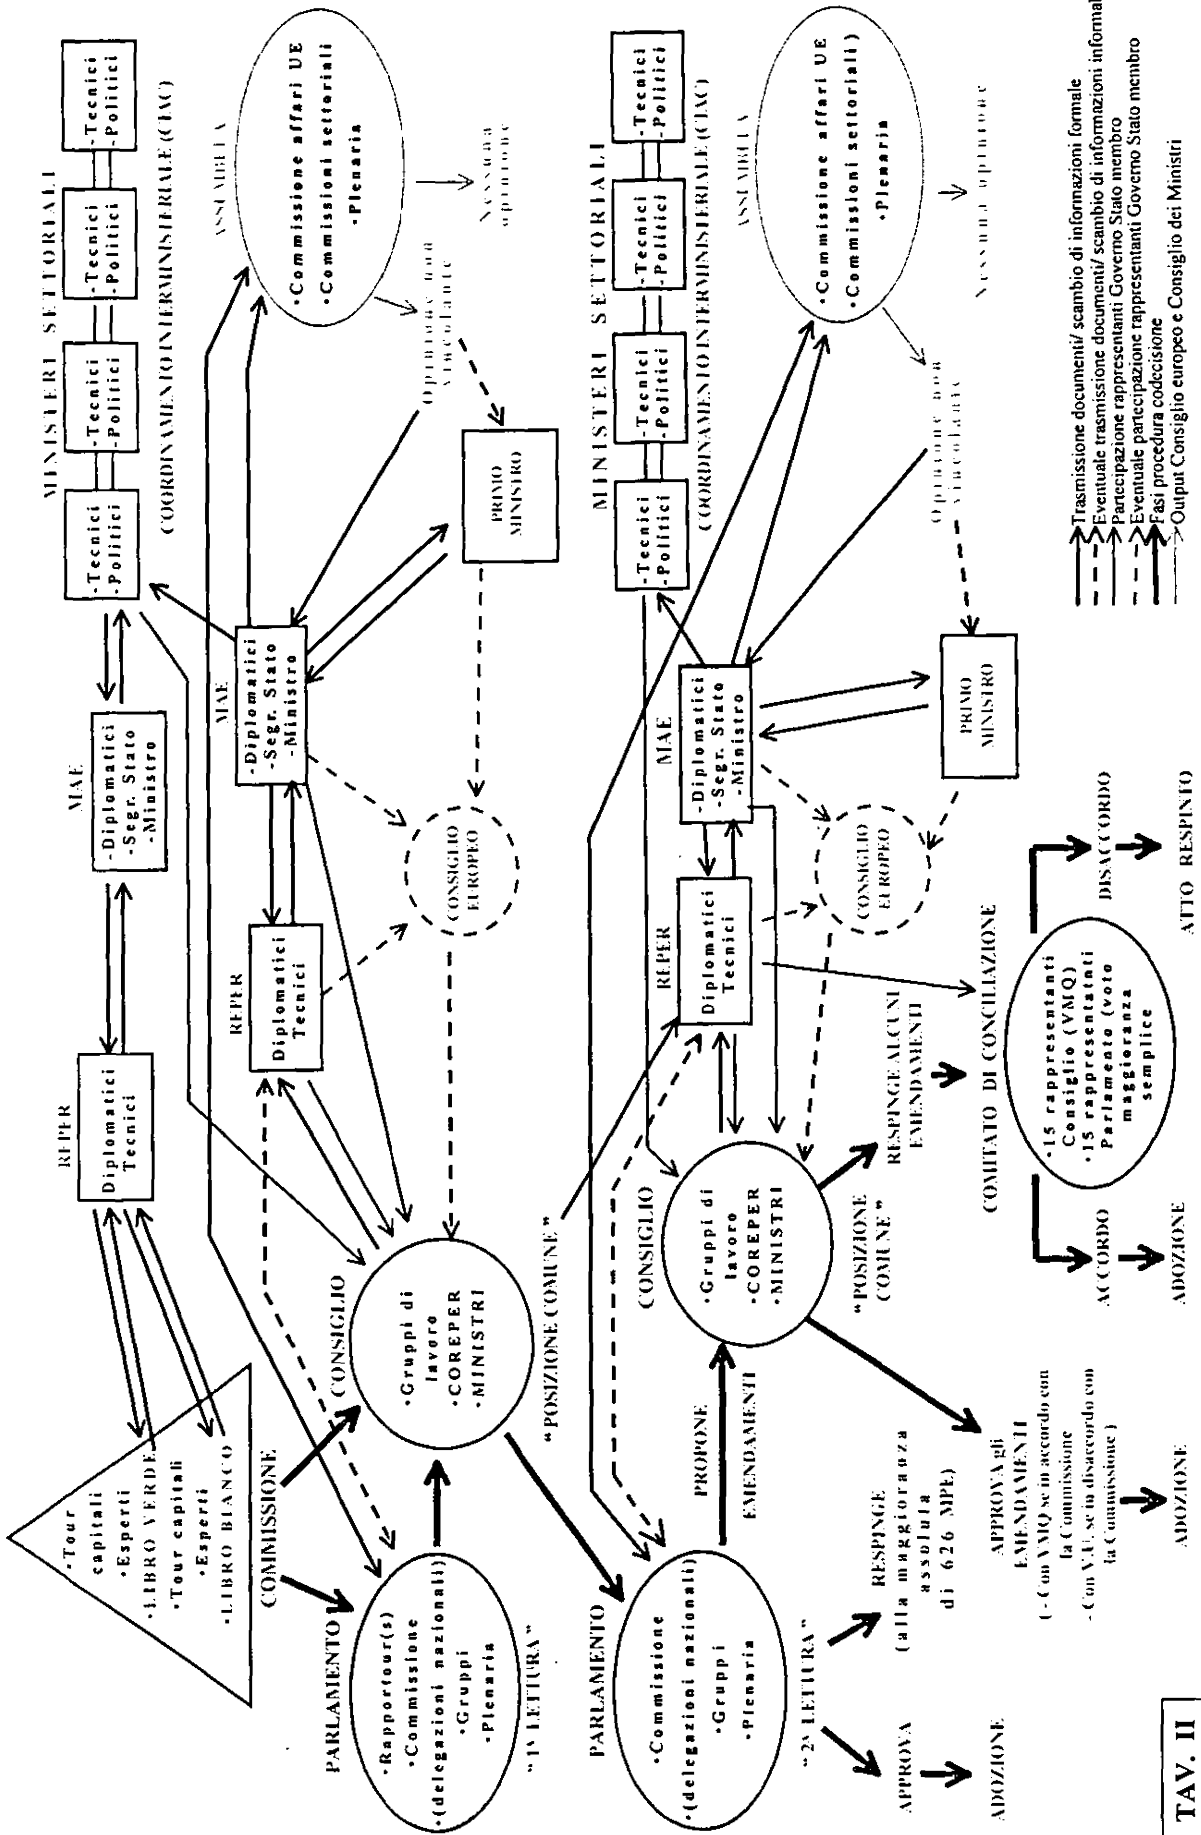 MINISTERI SETTORIALI
-Tecnici
-Politici
-Tecnici
-Politici
-Tecnici
-Politici
-Tecnici
-Politici
COORDINAMENTO INTERMINISTERIALE (CIAC)
MAE
-Diplomatici
-Segr. Stato
-Ministro
REPER
Diplomatici
Tecnici
•Tour
capitali
•Esperti
•LIBRO VERDE
•Tour capitali
•Esperti
•LIBRO BIANCO
COMMISSIONE
ASSEMBLEA
•Commissione affari UE
•Commissioni settoriali
•Plenaria
Opinione non
vincolante
Nessuna
opinione
MAE
-Diplomatici
-Segr. Stato
-Ministro
PRIMO
MINISTRO
REPER
Diplomatici
Tecnici
CONSIGLIO
EUROPEO
CONSIGLIO
•Gruppi di
lavoro
•COREPER
•MINISTRI
PARLAMENTO
•Rapportour(s)
•Commissione
•(delegazioni nazionali)
•Gruppi
•Plenaria
"1ª LETTURA"
"POSIZIONE COMUNE"
MINISTERI SETTORIALI
-Tecnici
-Politici
-Tecnici
-Politici
-Tecnici
-Politici
-Tecnici
-Politici
COORDINAMENTO INTERMINISTERIALE (CIAC)
ASSEMBLEA
•Commissione affari UE
•Commissioni settoriali)
•Plenaria
Opinione non
vincolante
Nessuna opinione
MAE
-Diplomatici
-Segr. Stato
-Ministro
PRIMO
MINISTRO
REPER
Diplomatici
Tecnici
CONSIGLIO
EUROPEO
CONSIGLIO
•Gruppi di
lavoro
•COREPER
•MINISTRI
PROPONE
EMENDAMENTI
PARLAMENTO
•Commissione
•(delegazioni nazionali)
•Gruppi
•Plenaria
"2ª LETTURA"
APPROVA
ADOZIONE
RESPINGE
(alla maggioranza
assoluta
di 626 MPE)
"POSIZIONE
COMUNE"
APPROVA gli
EMENDAMENTI
( - Con VMQ se in accordo con
la Commissione
- Con VAU se in disaccordo con
la Commissione)
ADOZIONE
RESPINGE ALCUNI
EMENDAMENTI
COMITATO DI CONCILIAZIONE
•15 rappresentanti
Consiglio (VMQ)
•15 rappresentatni
Parlamento (voto
maggioranza
semplice
ACCORDO
ADOZIONE
DISACCORDO
ATTO RESPINTO
Trasmissione documenti/ scambio di informazioni formale
Eventuale trasmissione documenti/ scambio di informazioni informal
Partecipazione rappresentanti Governo Stato membro
Eventuale partecipazione rappresentanti Governo Stato membro
Fasi procedura codecisione
Output Consiglio europeo e Consiglio dei Ministri
TAV. II